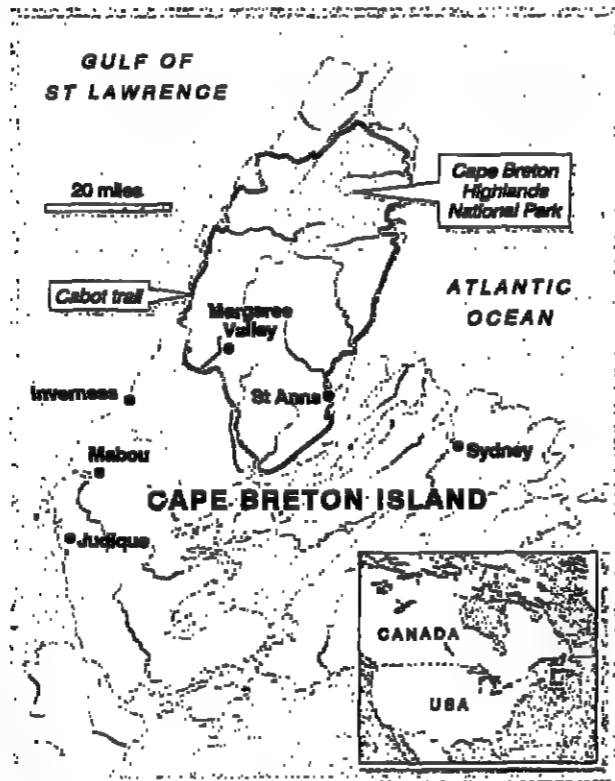 GULF OF
ST LAWRENCE
20 miles
Cape Breton
Highlands
National Park
Cabot trail
ATLANTIC
OCEAN
Margaree
Valley
Inverness
St Anns
Mabou
Sydney
CAPE BRETON ISLAND
Judique
CANADA
USA